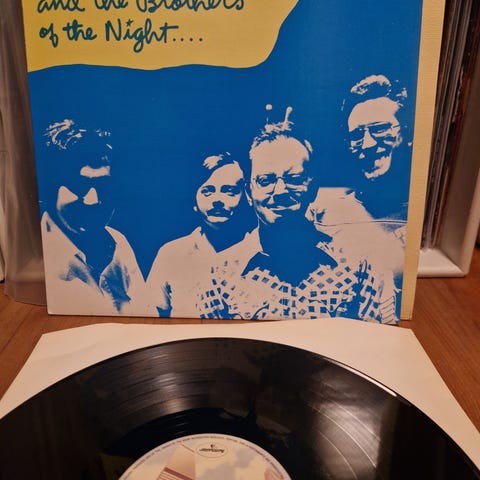 and the Brothers
of the Night....